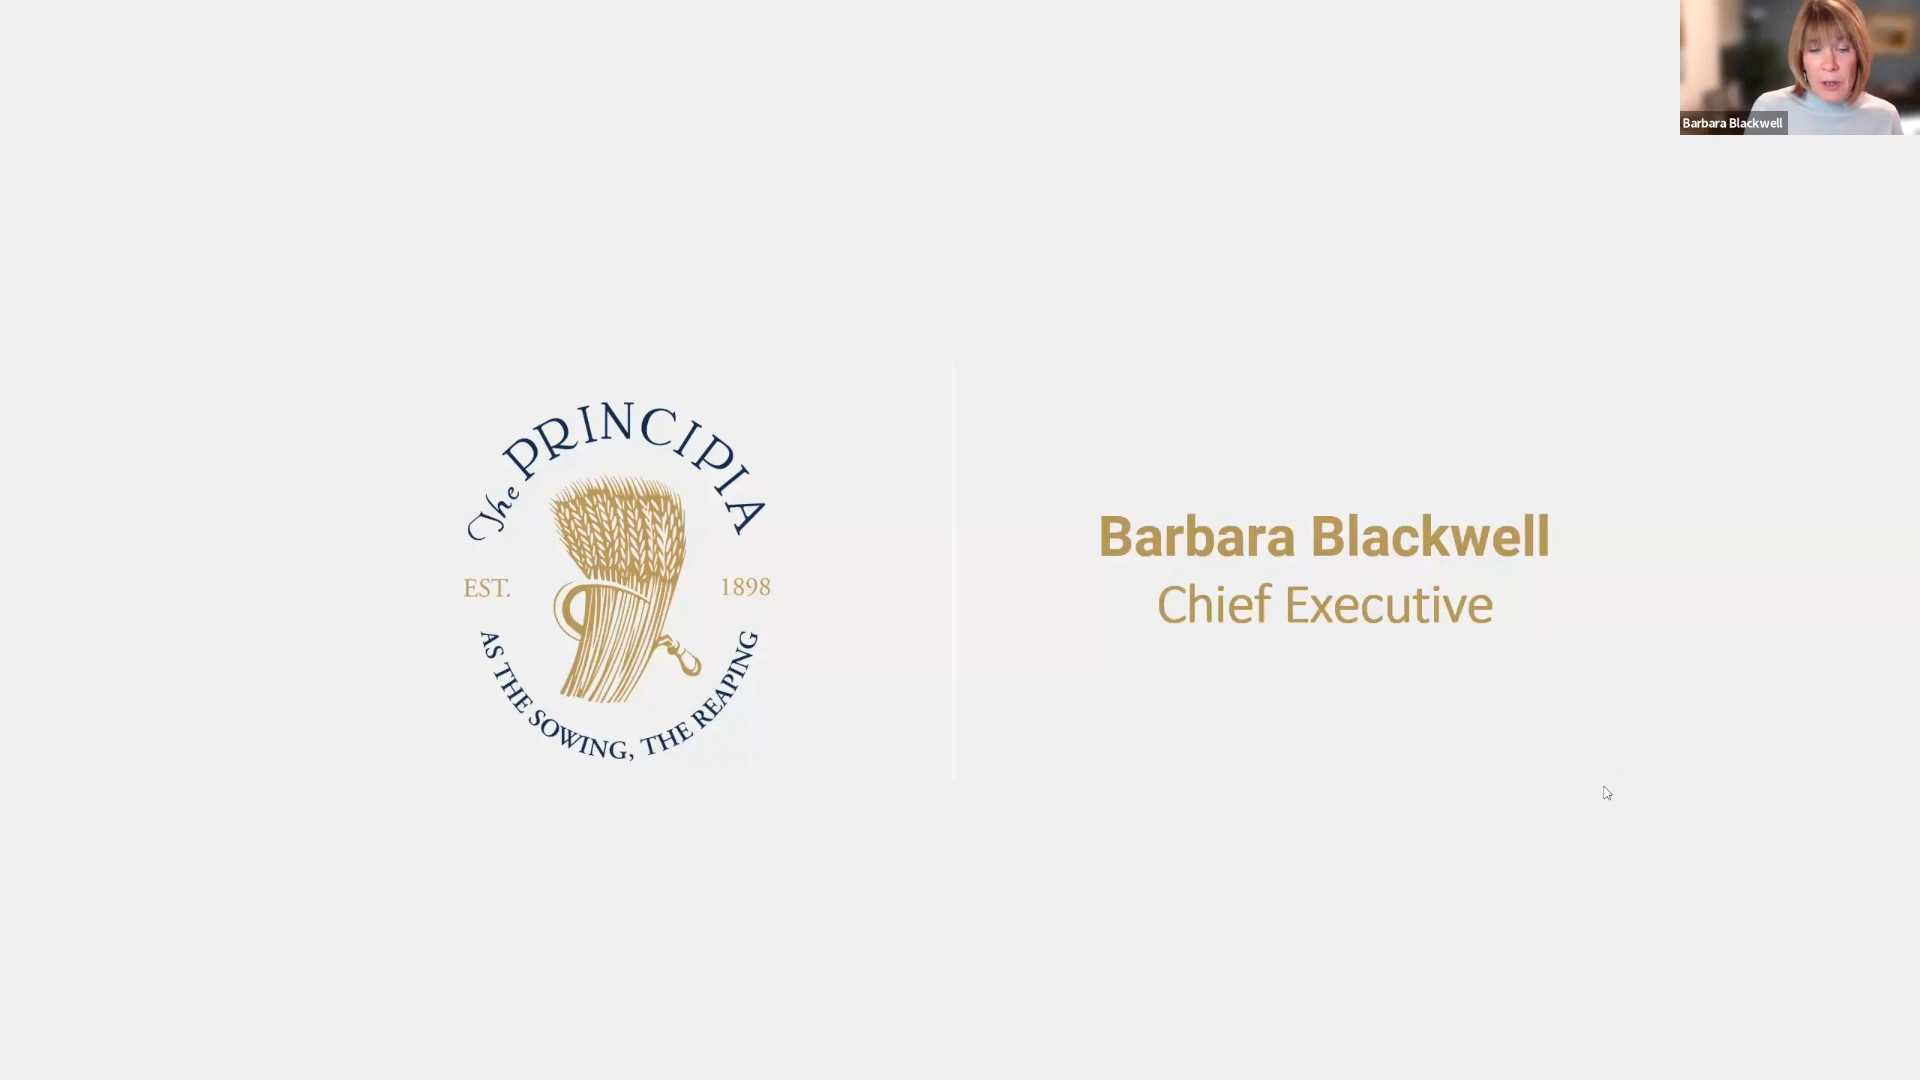 Barbara Blackwell
The PRINCIPIA
EST. 1898
AS THE SOWING, THE REAPING
Barbara Blackwell
Chief Executive